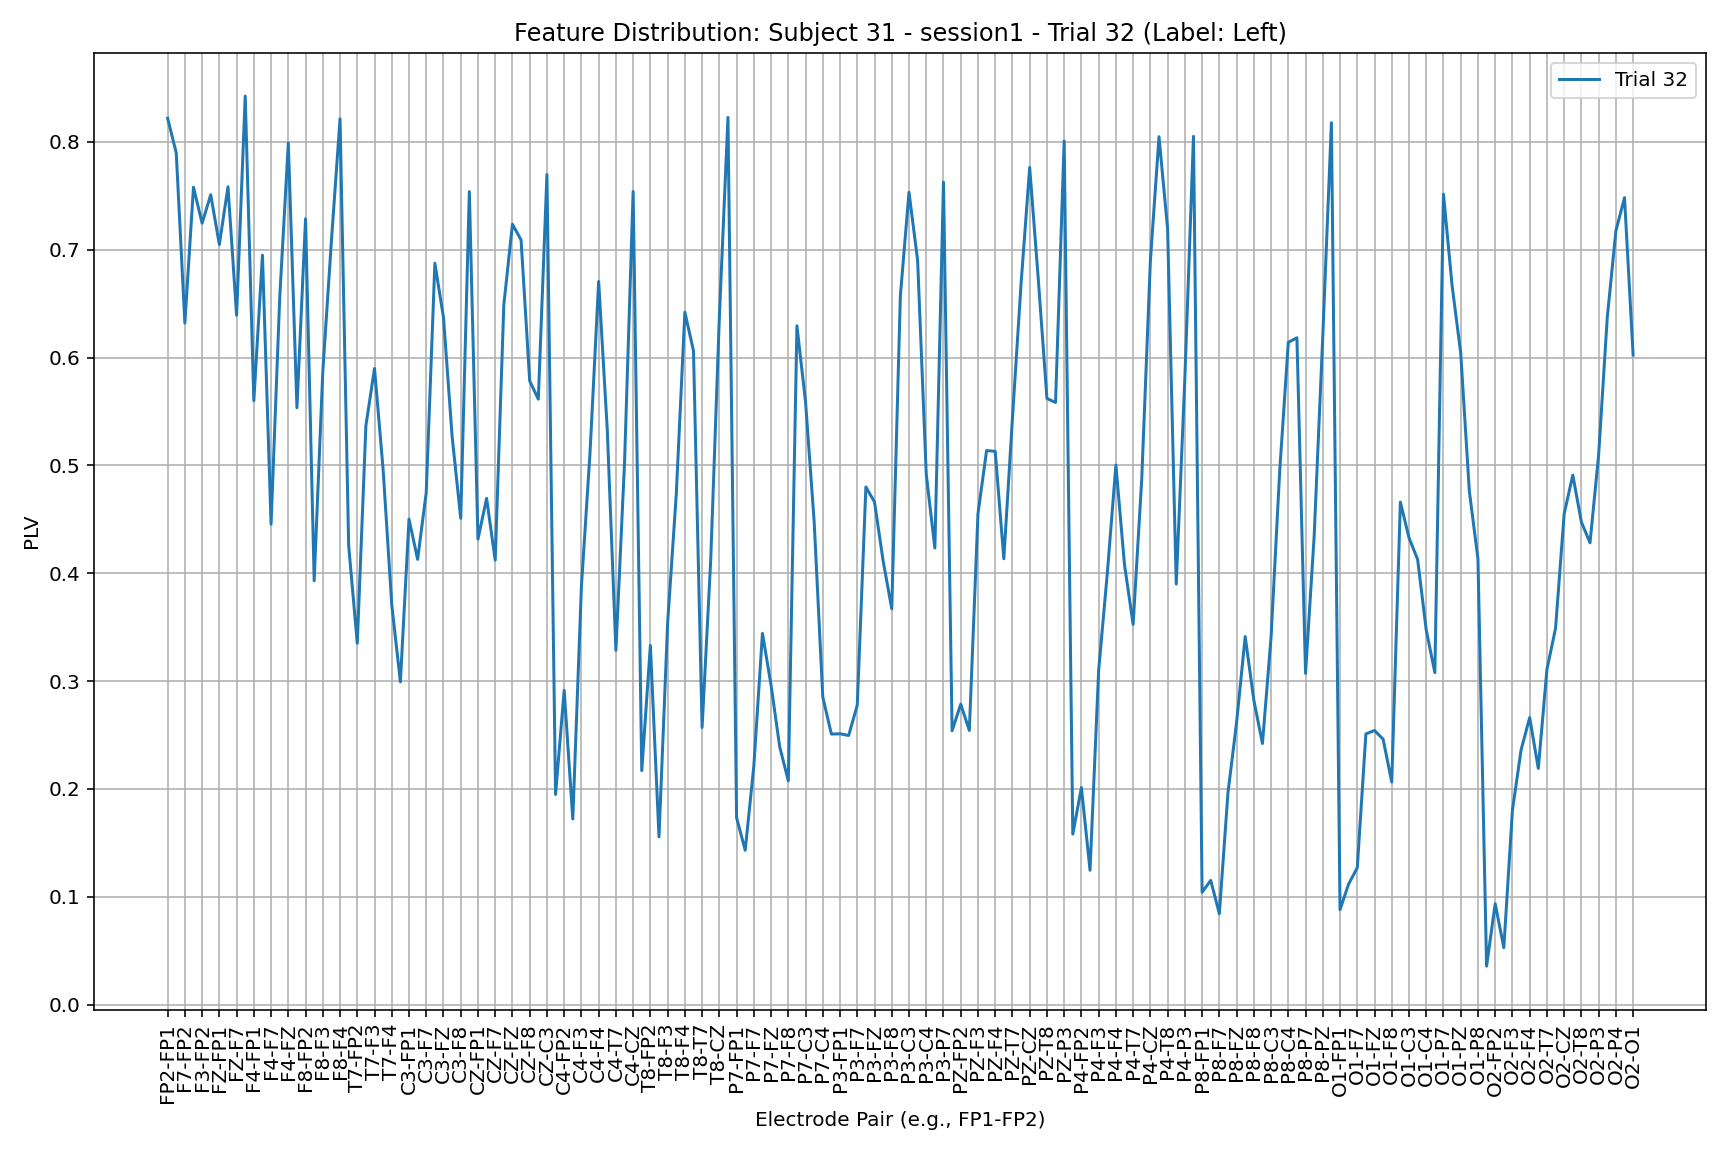 Feature Distribution: Subject 31 - session1 - Trial 32 (Label: Left)
Trial 32
PLV
0.8
0.7
0.6
0.5
0.4
0.3
0.2
0.1
0.0
FP2-FP1
F7-FP2
F3-FP2
FZ-FP1
FZ-F7
F4-FP1
F4-F7
F4-FZ
F8-FP2
F8-F3
F8-F4
T7-FP2
T7-F3
T7-F4
C3-FP1
C3-F7
C3-FZ
C3-F8
CZ-FP1
CZ-F7
CZ-FZ
CZ-F8
CZ-C3
C4-FP2
C4-F3
C4-F4
C4-T7
C4-CZ
T8-FP2
T8-F3
T8-F4
T8-T7
T8-CZ
P7-FP1
P7-F7
P7-FZ
P7-F8
P7-C3
P7-C4
P3-FP1
P3-F7
P3-FZ
P3-F8
P3-C3
P3-C4
P3-P7
PZ-FP2
PZ-F3
PZ-F4
PZ-T7
PZ-CZ
PZ-T8
PZ-P3
P4-FP2
P4-F3
P4-F4
P4-T7
P4-CZ
P4-T8
P4-P3
P8-FP1
P8-F7
P8-FZ
P8-F8
P8-C3
P8-C4
P8-P7
P8-PZ
O1-FP1
O1-F7
O1-FZ
O1-F8
O1-C3
O1-C4
O1-P7
O1-PZ
O1-P8
O2-FP2
O2-F3
O2-F4
O2-T7
O2-CZ
O2-T8
O2-P3
O2-P4
O2-O1
Electrode Pair (e.g., FP1-FP2)